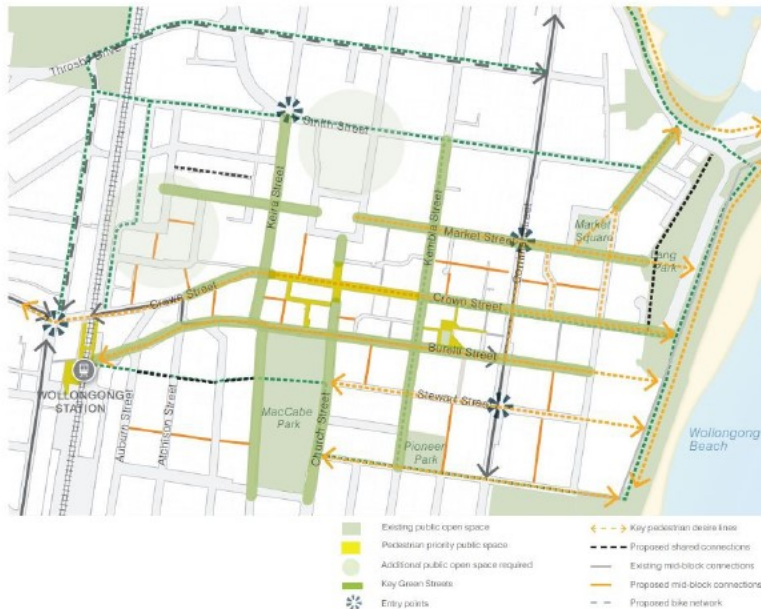 Throsby Drive
Smith Street
Keira Street
Kembla Street
Market Street
Market
Square
Lang
Park
Crown Street
Crown Street
Burelli Street
WOLLONGONG
STATION
Stewart Street
MacCabe
Park
Church Street
Auburn Street
Atchison Street
Pioneer
Park
Wollongong
Beach
Existing public open space
Pedestrian priority public space
Additional public open space required
Key Green Streets
Entry points
Key pedestrian desire lines
Proposed shared connections
Existing mid-block connections
Proposed mid-block connections
Proposed bike network